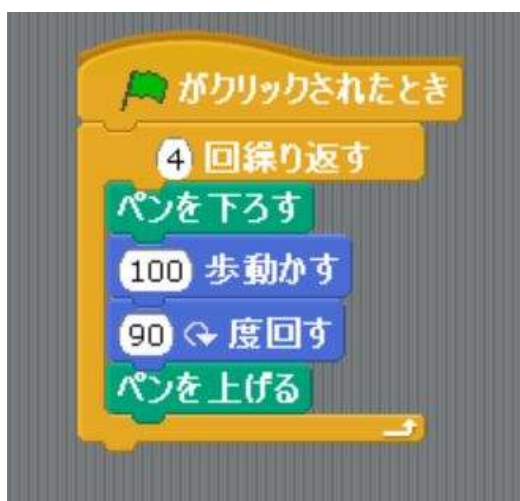 がクリックされたとき
4 回繰り返す
ペンを下ろす
100 歩動かす
90 度回す
ペンを上げる